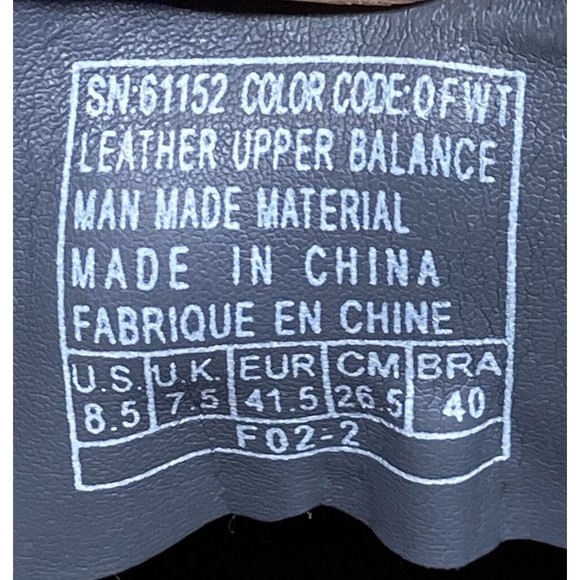 SN:61152 COLOR CODE:OFWT
LEATHER UPPER BALANCE
MAN MADE MATERIAL
MADE IN CHINA
FABRIQUE EN CHINE
U.S. U.K. EUR CM BRA
8.5 7.5 41.5 26.5 40
F02-2